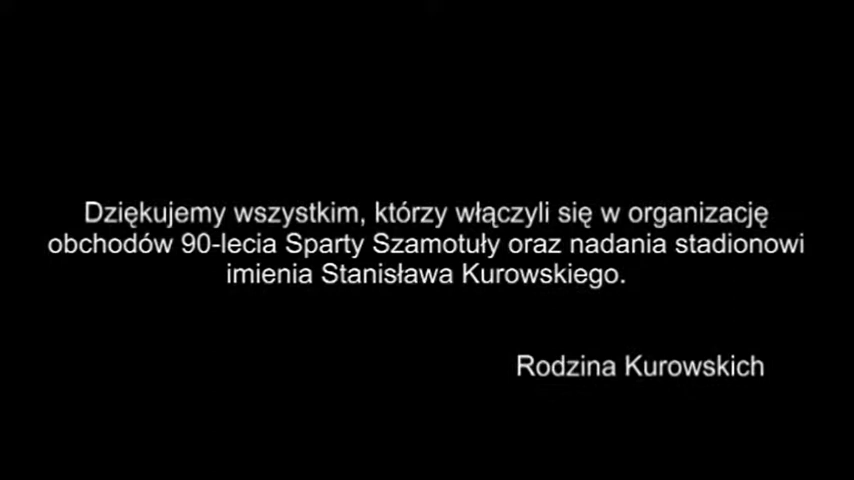 Dziękujemy wszystkim, którzy włączyli się w organizację
obchodów 90-lecia Sparty Szamotuły oraz nadania stadionowi
imienia Stanisława Kurowskiego.
Rodzina Kurowskich